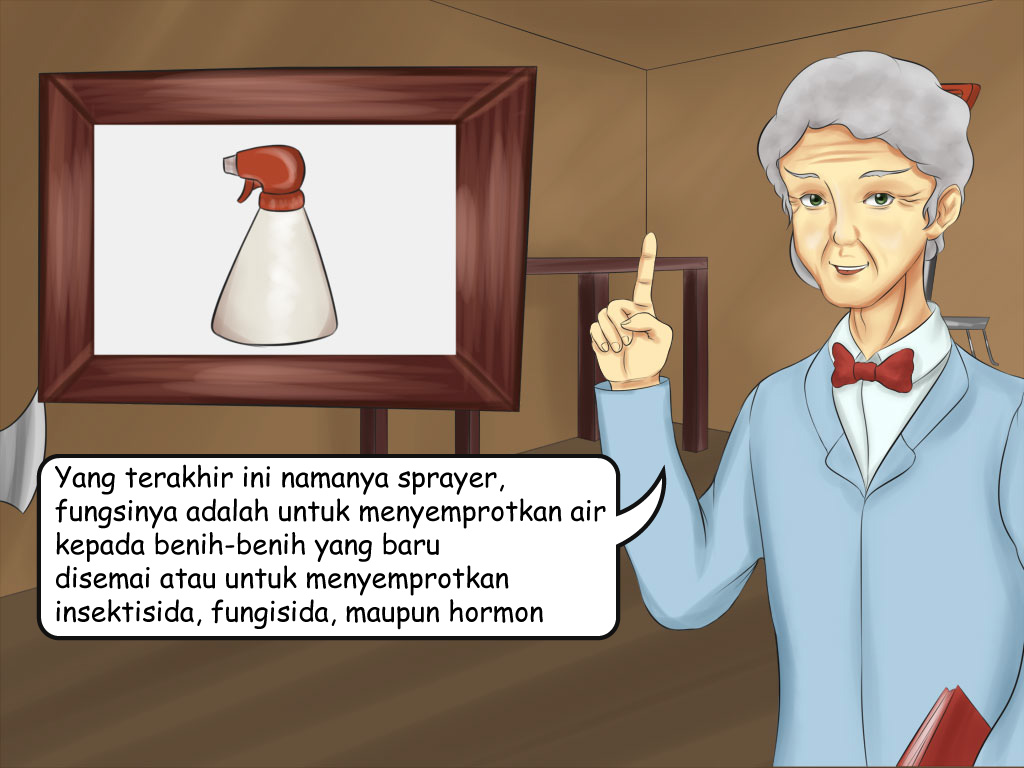 Yang terakhir ini namanya sprayer,
fungsinya adalah untuk menyemprotkan air
kepada benih-benih yang baru
disemai atau untuk menyemprotkan
insektisida, fungisida, maupun hormon